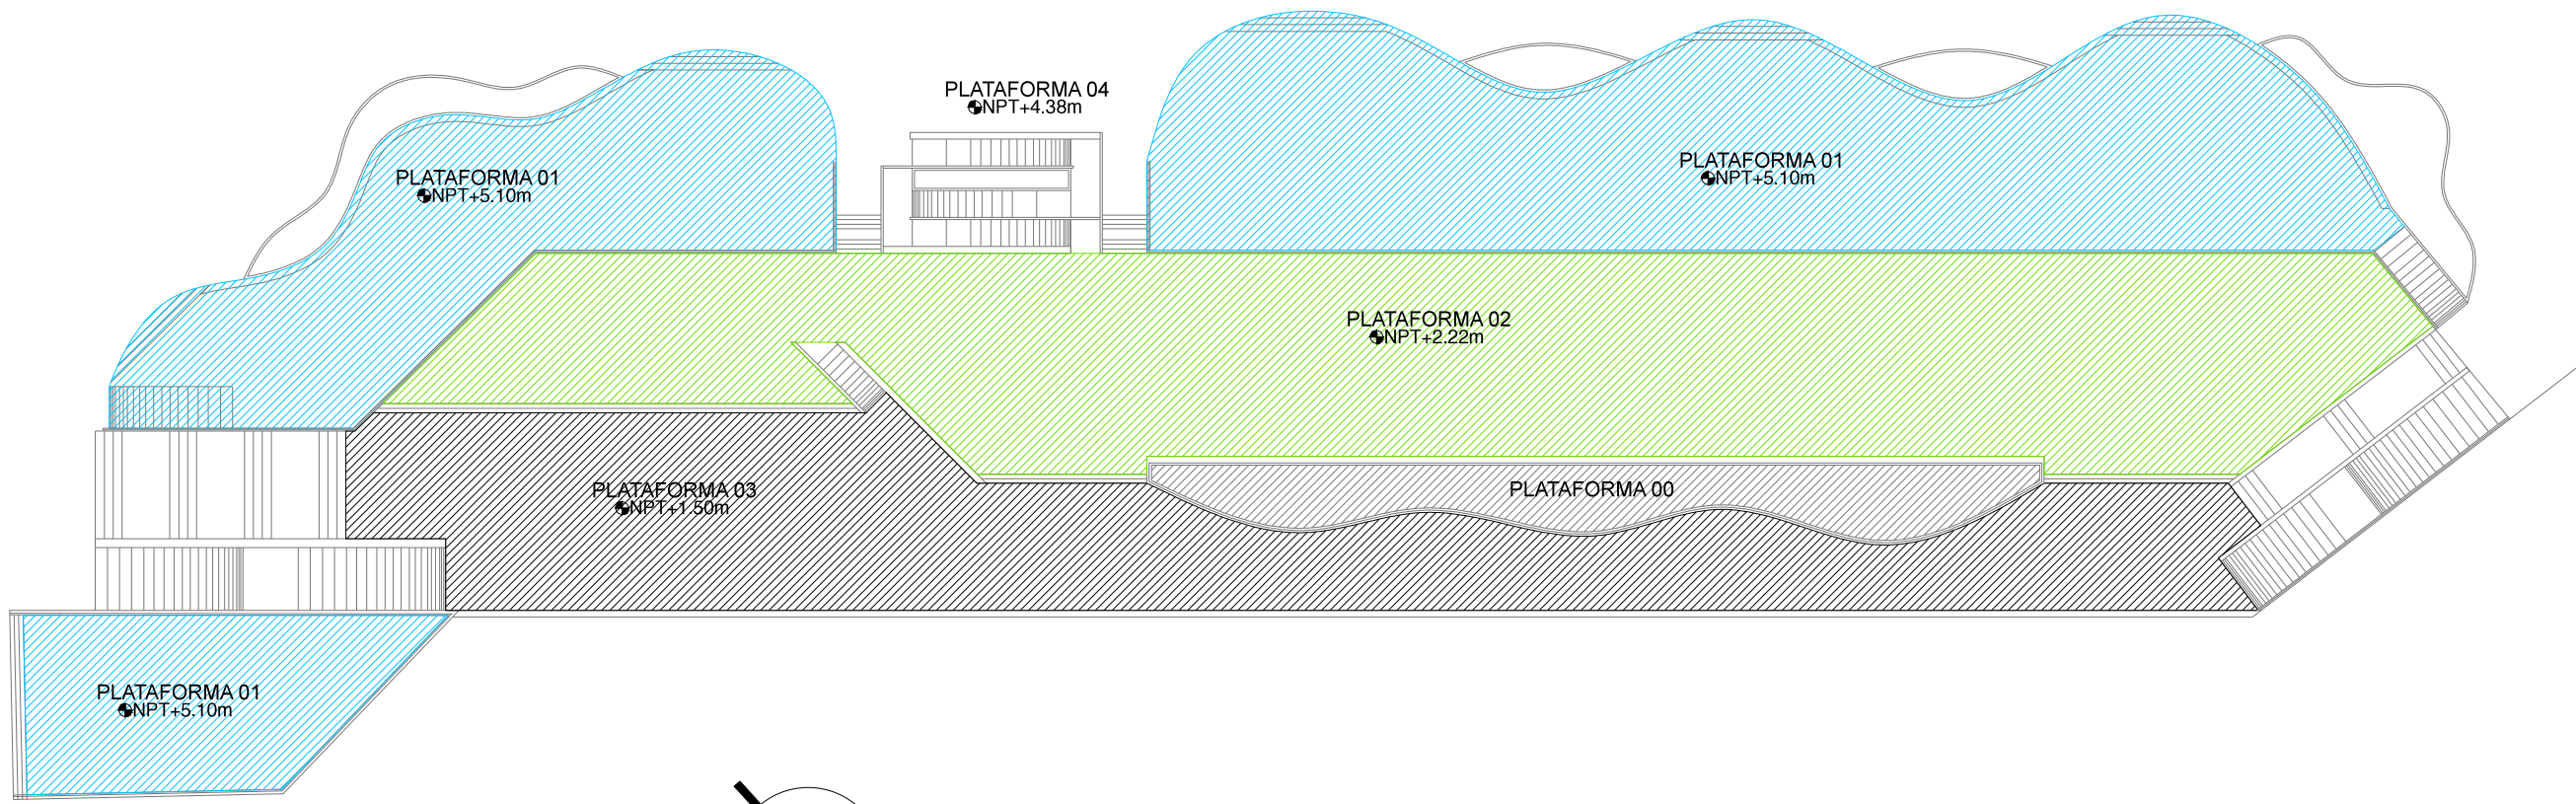 PLATAFORMA 04
NPT+4.38m
PLATAFORMA 01
NPT+5.10m
PLATAFORMA 01
NPT+5.10m
PLATAFORMA 02
NPT+2.22m
PLATAFORMA 03
NPT+1.50m
PLATAFORMA 00
PLATAFORMA 01
NPT+5.10m